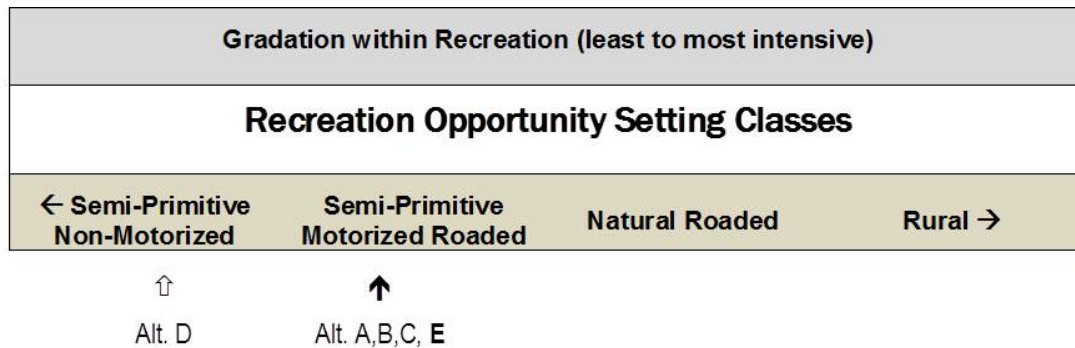 Gradation within Recreation (least to most intensive)
Recreation Opportunity Setting Classes
← Semi-Primitive Non-Motorized
Semi-Primitive Motorized Roaded
Natural Roaded
Rural →
⇧ ↑
Alt. D Alt. A,B,C, E